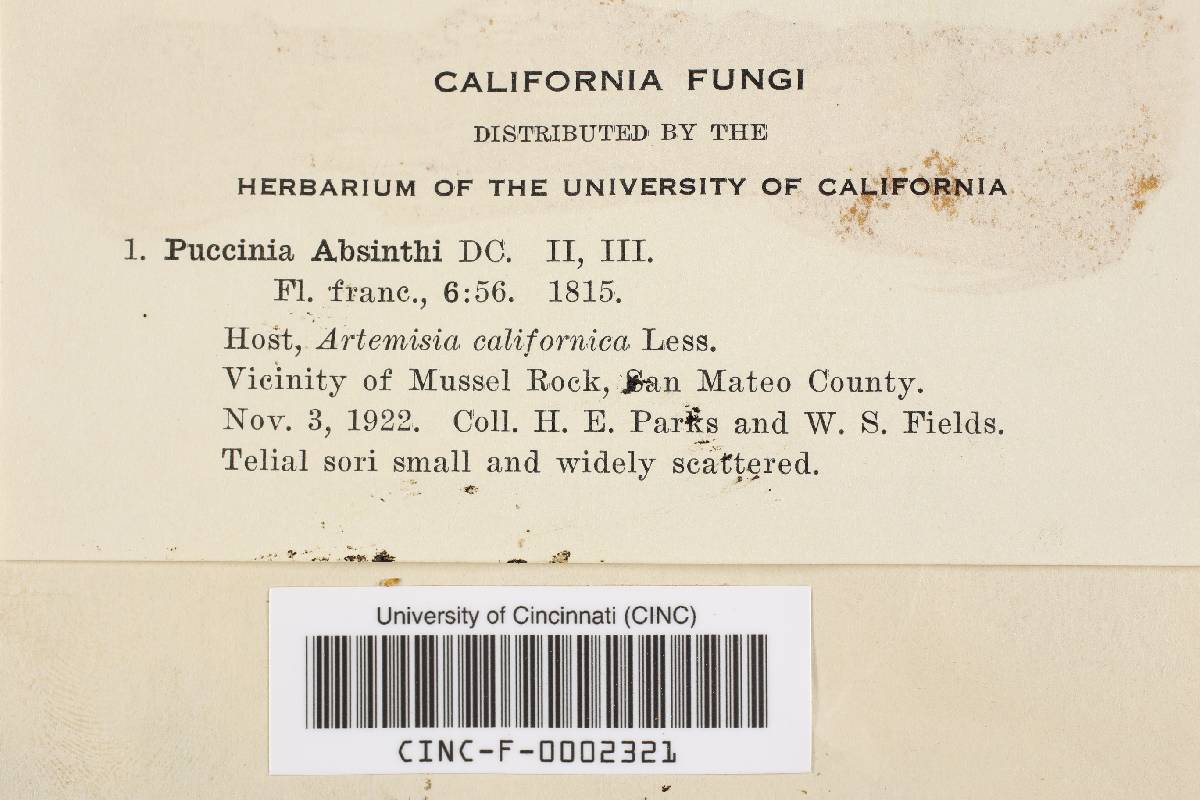 CALIFORNIA FUNGI
DISTRIBUTED BY THE
HERBARIUM OF THE UNIVERSITY OF CALIFORNIA
1. Puccinia Absinthi DC. II, III.
Fl. franc., 6:56. 1815.
Host, Artemisia californica Less.
Vicinity of Mussel Rock, San Mateo County.
Nov. 3, 1922. Coll. H. E. Parks and W. S. Fields.
Telial sori small and widely scattered.
University of Cincinnati (CINC)
CINC-F-0002321